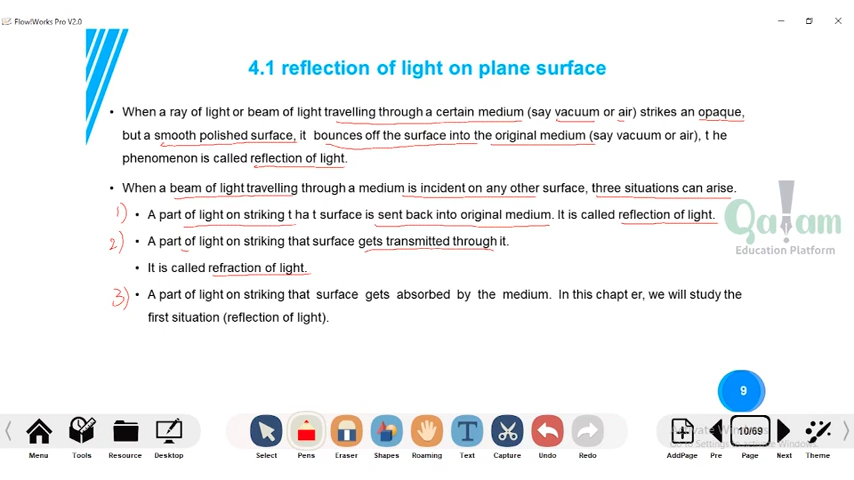 FlowWorks Pro V2.0
4.1 reflection of light on plane surface
• When a ray of light or beam of light travelling through a certain medium (say vacuum or air) strikes an opaque,
but a smooth polished surface, it bounces off the surface into the original medium (say vacuum or air), t he
phenomenon is called reflection of light.
• When a beam of light travelling through a medium is incident on any other surface, three situations can arise.
1) • A part of light on striking t ha t surface is sent back into original medium. It is called reflection of light.
2) • A part of light on striking that surface gets transmitted through it.
• It is called refraction of light.
3) • A part of light on striking that surface gets absorbed by the medium. In this chapt er, we will study the
first situation (reflection of light).
Qalam
Education Platform
9
Activate Windows
Go to Settings to activate Windows.
10/69
Menu Tools Resource Desktop Select Pens Eraser Shapes Roaming Text Capture Undo Redo AddPage Pre Page Next Theme